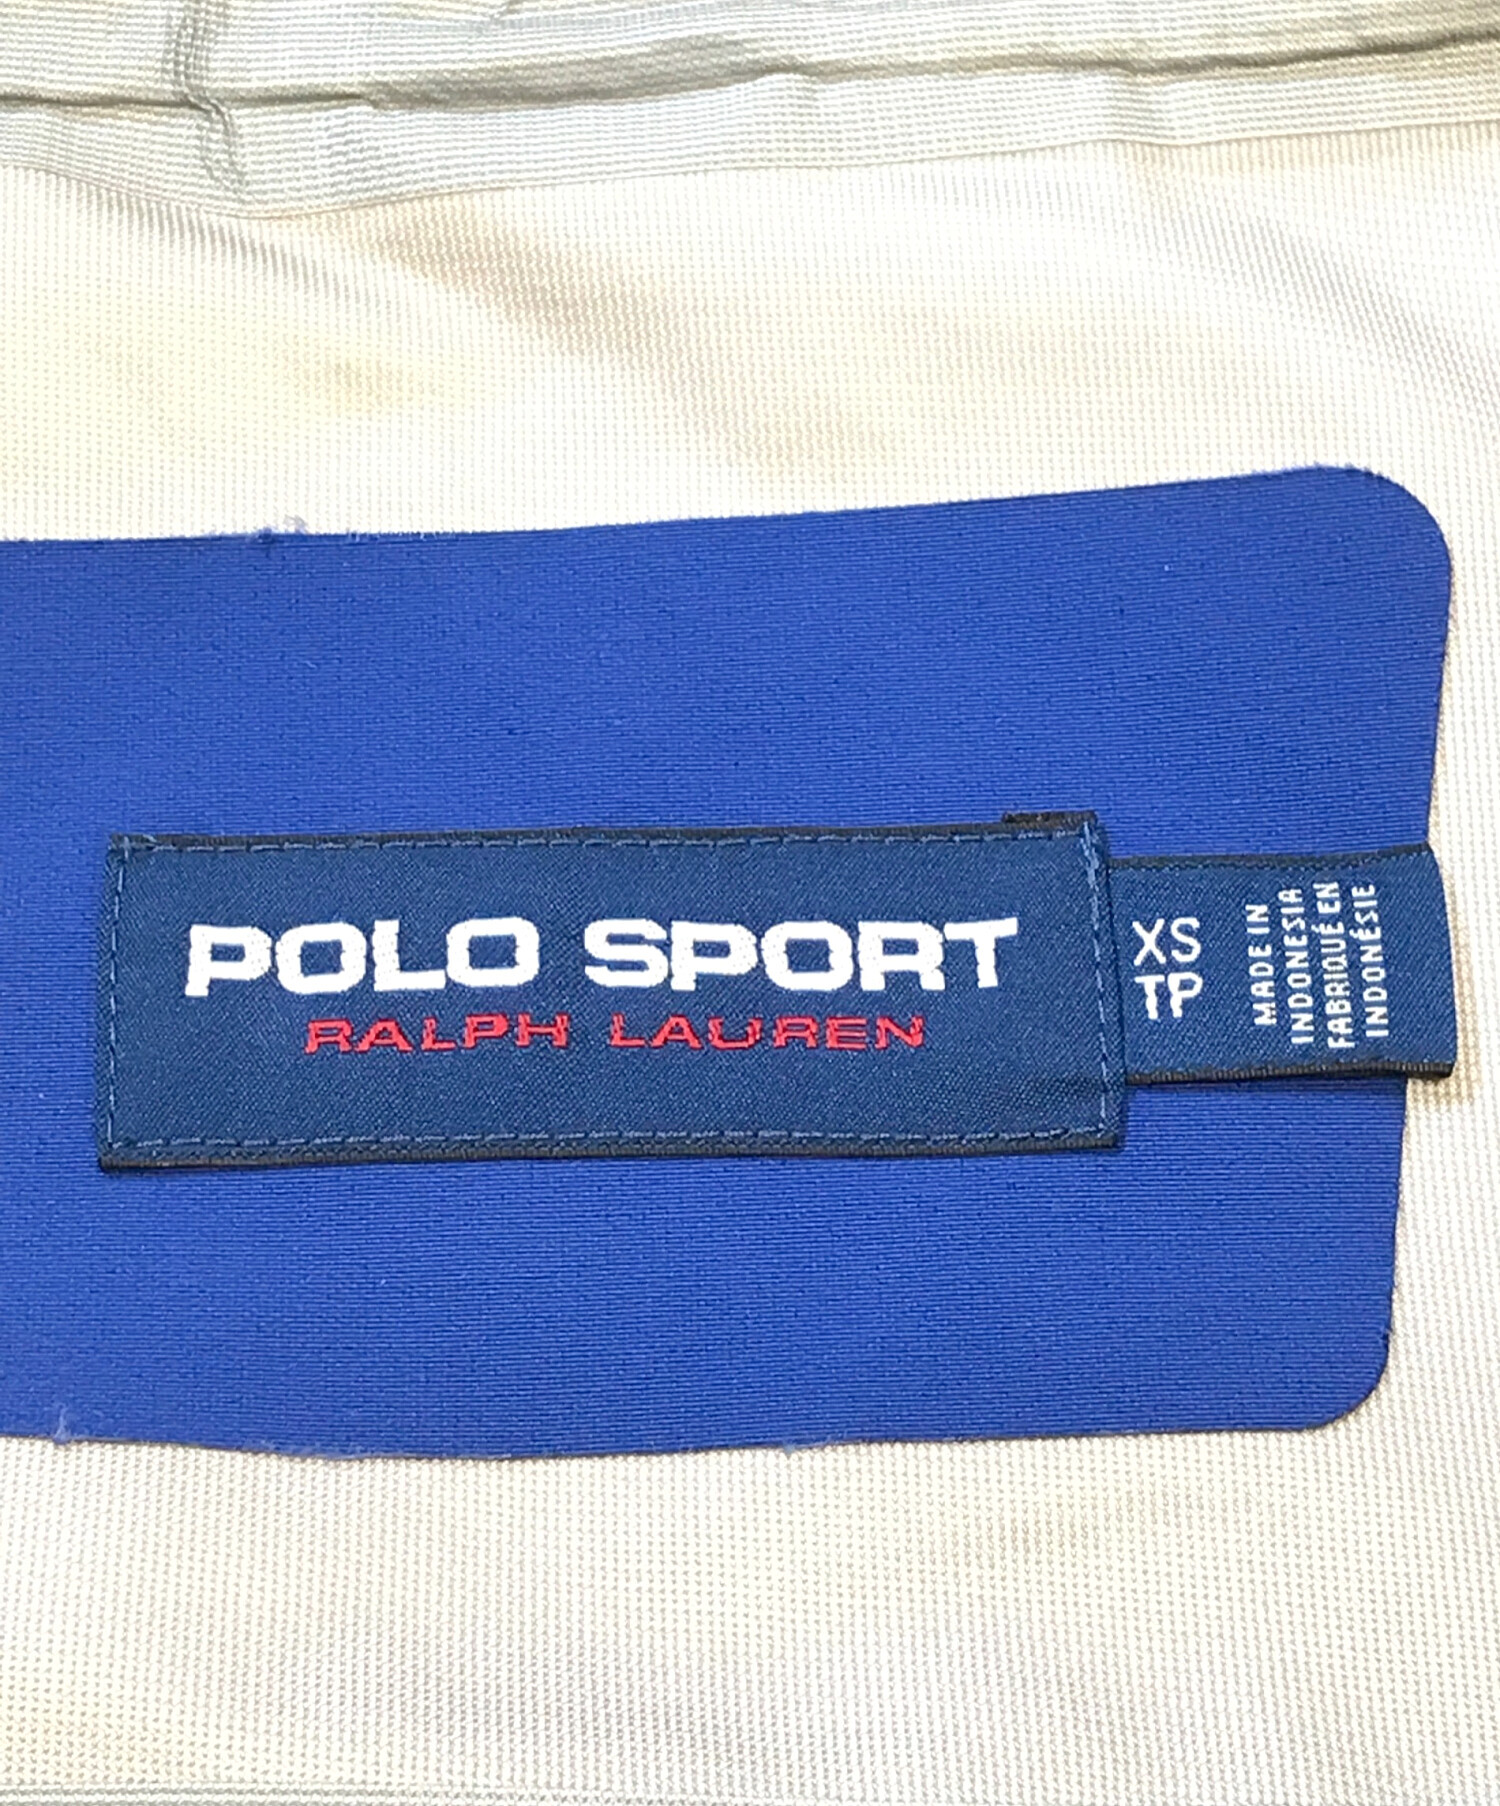 POLO SPORT
RALPH LAUREN
XS
TP
MADE IN
INDONESIA
FABRIQUÉ EN
INDONÉSIE